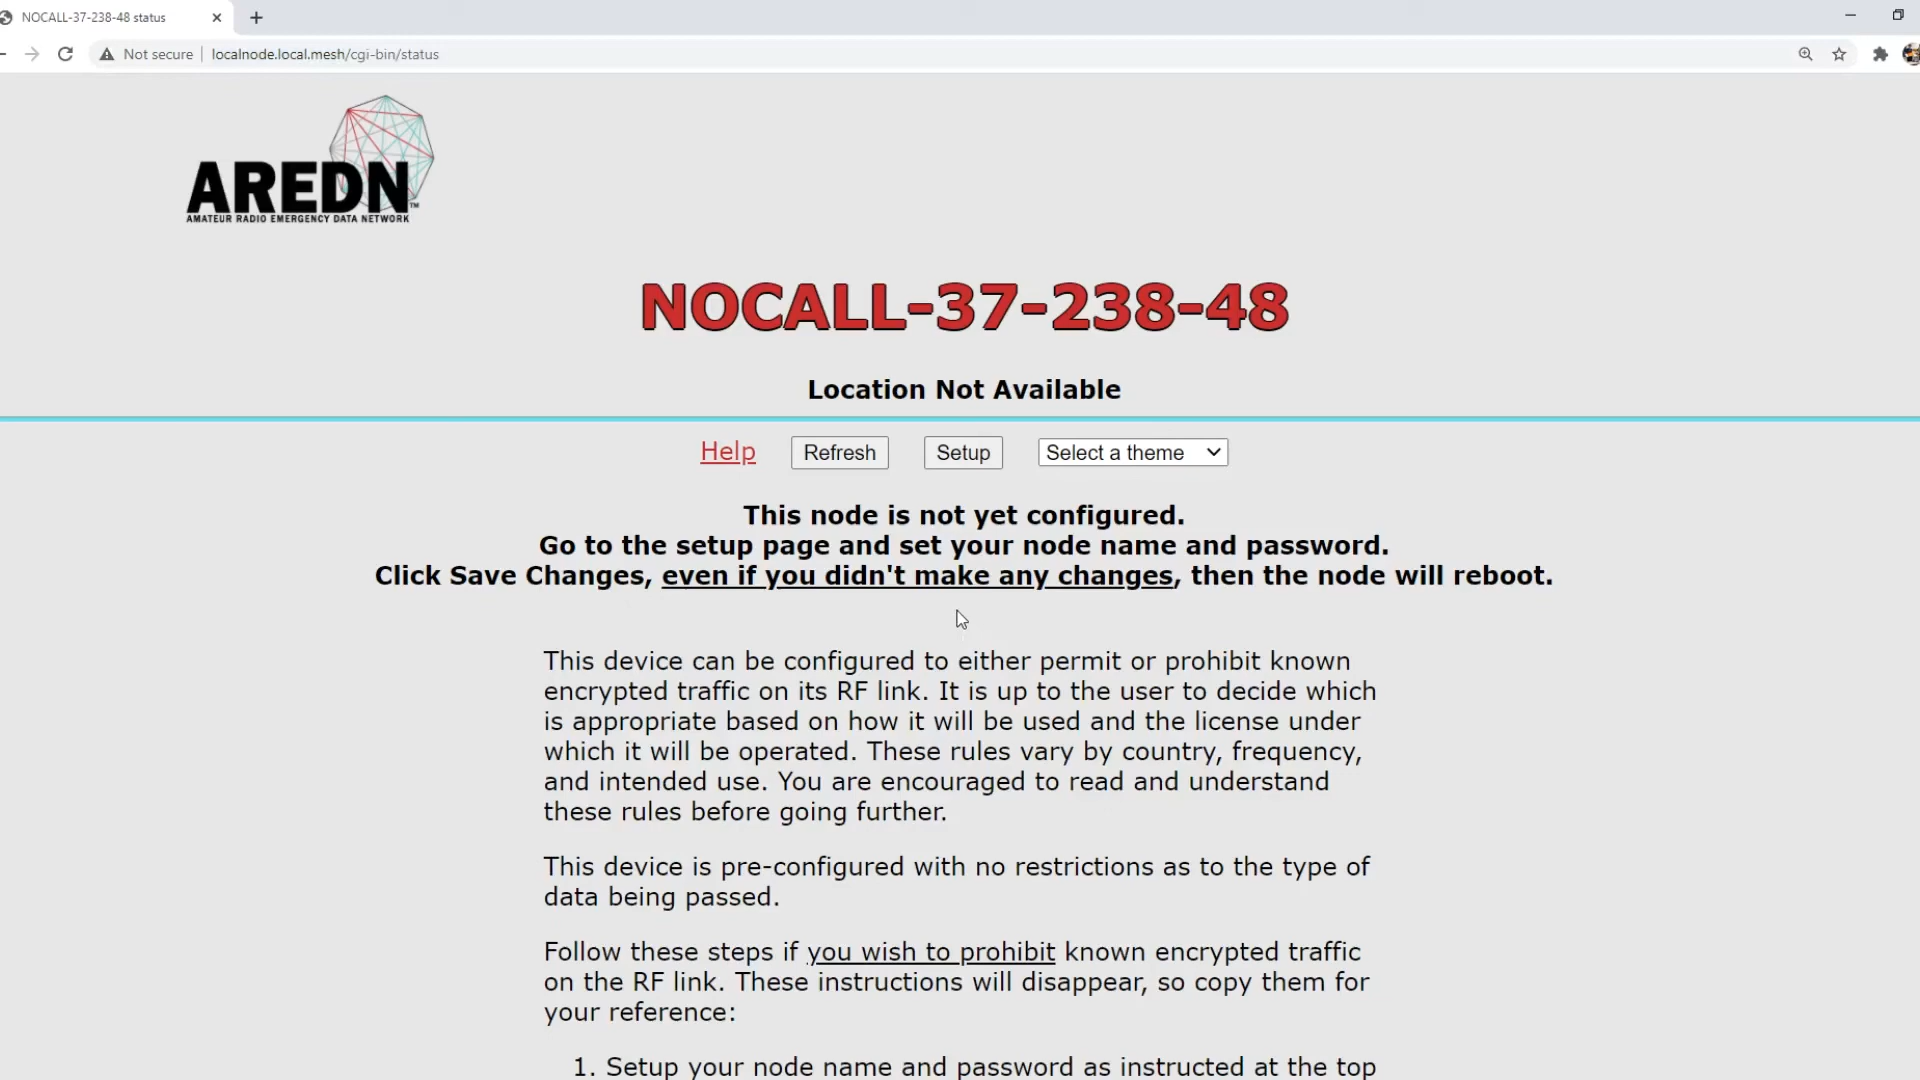 NOCALL-37-238-48 status
Not secure
localnode.local.mesh/cgi-bin/status
AREDN™
AMATEUR RADIO EMERGENCY DATA NETWORK
NOCALL-37-238-48
Location Not Available
Help Refresh Setup Select a theme
This node is not yet configured.
Go to the setup page and set your node name and password.
Click Save Changes, even if you didn't make any changes, then the node will reboot.
This device can be configured to either permit or prohibit known
encrypted traffic on its RF link. It is up to the user to decide which
is appropriate based on how it will be used and the license under
which it will be operated. These rules vary by country, frequency,
and intended use. You are encouraged to read and understand
these rules before going further.
This device is pre-configured with no restrictions as to the type of
data being passed.
Follow these steps if you wish to prohibit known encrypted traffic
on the RF link. These instructions will disappear, so copy them for
your reference:
1. Setup your node name and password as instructed at the top